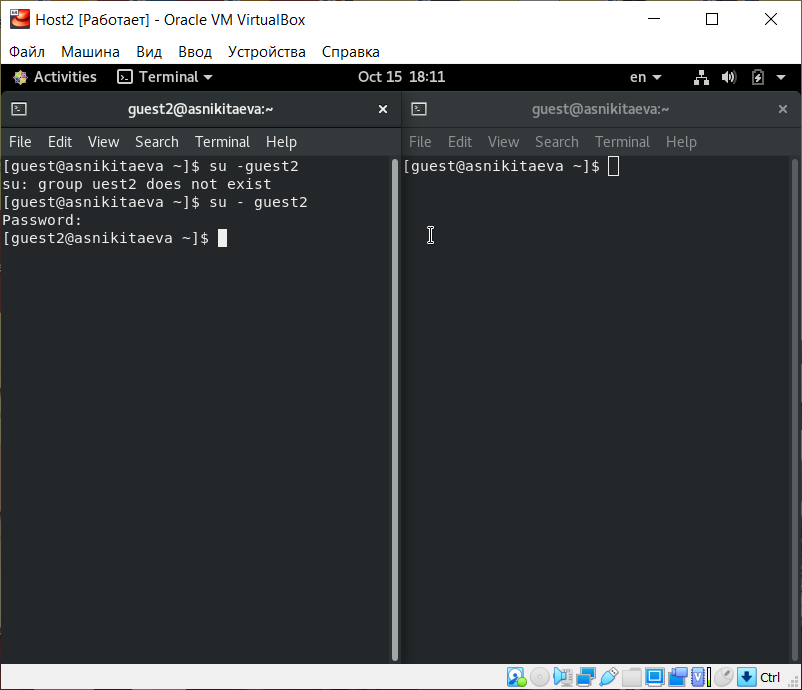 Host2 [Работает] - Oracle VM VirtualBox
Файл Машина Вид Ввод Устройства Справка
Activities Terminal Oct 15 18:11 en
guest2@asnikitaeva:~
File Edit View Search Terminal Help
[guest@asnikitaeva ~]$ su -guest2
su: group uest2 does not exist
[guest@asnikitaeva ~]$ su - guest2
Password:
[guest2@asnikitaeva ~]$
guest@asnikitaeva:~
File Edit View Search Terminal Help
[guest@asnikitaeva ~]$
Ctrl